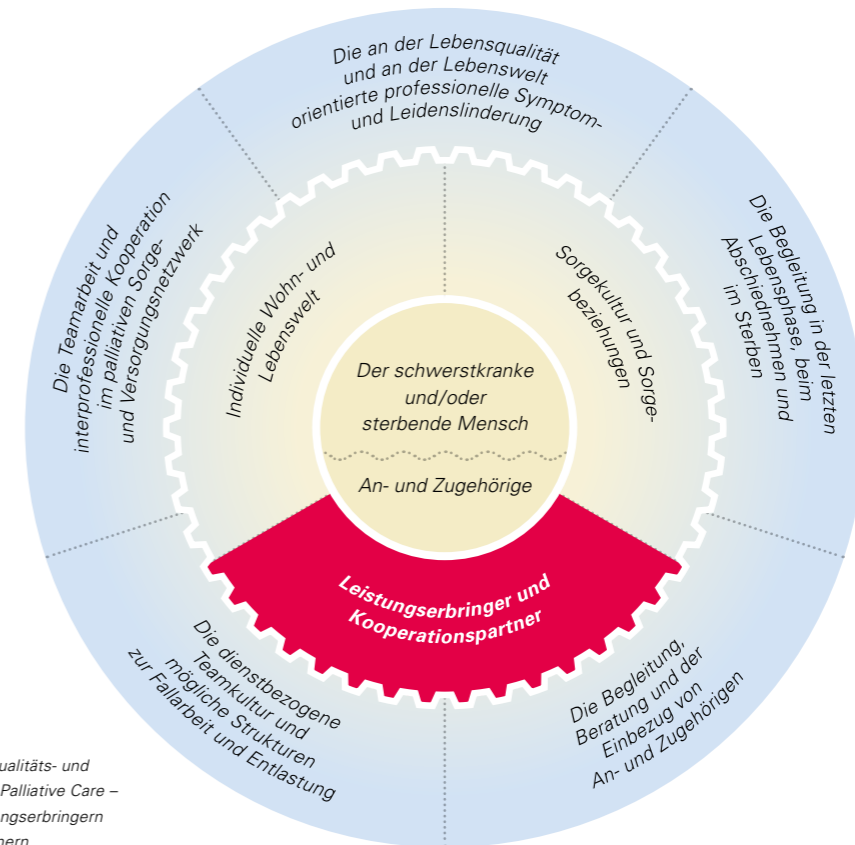 Die an der Lebensqualität
und an der Lebenswelt
orientierte professionelle Symptom-
und Leidenslinderung
Die Begleitung in der letzten
Lebensphase, beim
Abschiednehmen und
im Sterben
Die Begleitung,
Beratung und der
Einbezug von
An- und Zugehörigen
Die dienstbezogene
Teamkultur und
mögliche Strukturen
zur Fallarbeit und Entlastung
Die Teamarbeit und
interprofessionelle Kooperation
im palliativen Sorge-
und Versorgungsnetzwerk
Individuelle Wohn- und
Lebenswelt
Sorgekultur und Sorge-
beziehungen
Der schwerstkranke
und/oder
sterbende Mensch
An- und Zugehörige
Leistungserbringer und
Kooperationspartner
ualitäts- und
Palliative Care –
ngserbringern